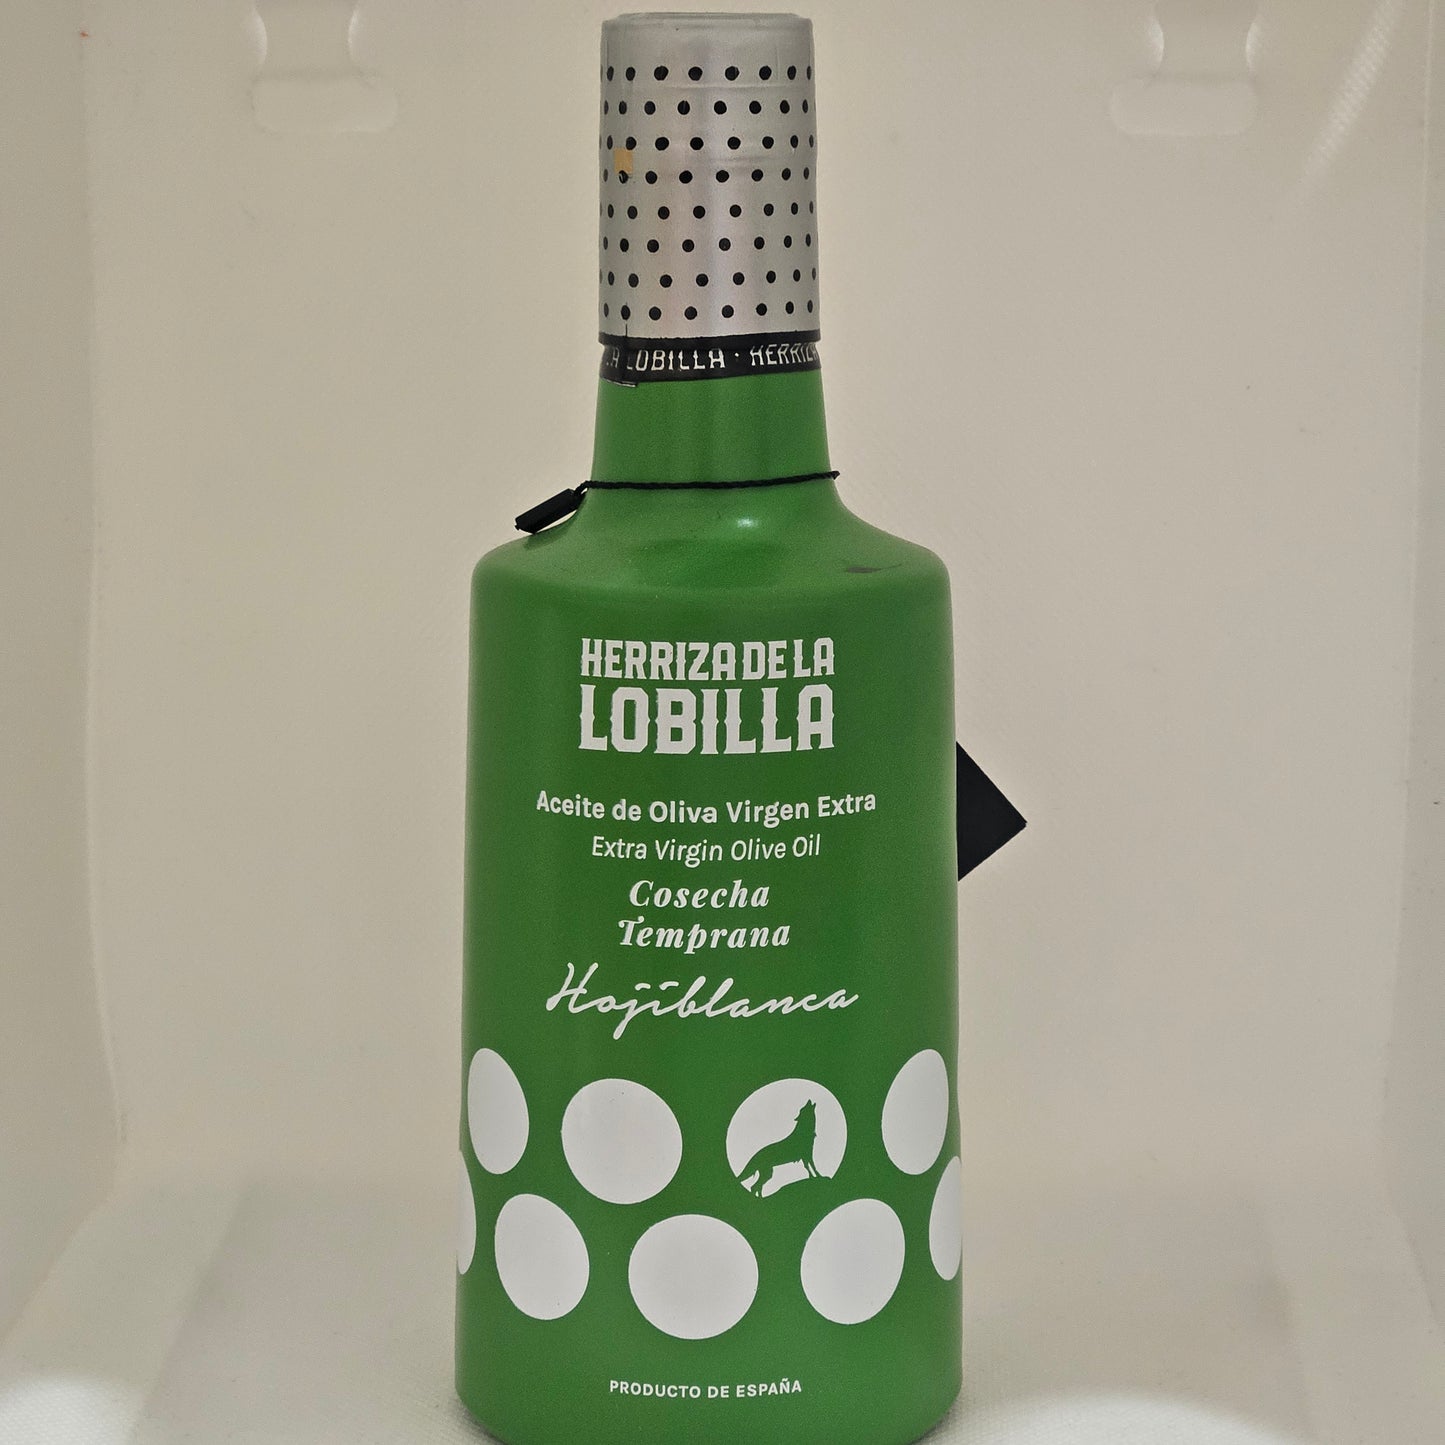 LA LOBILLA · HERRIZA
HERRIZA DE LA
LOBILLA
Aceite de Oliva Virgen Extra
Extra Virgin Olive Oil
Cosecha
Temprana
Hojiblanca
PRODUCTO DE ESPAÑA